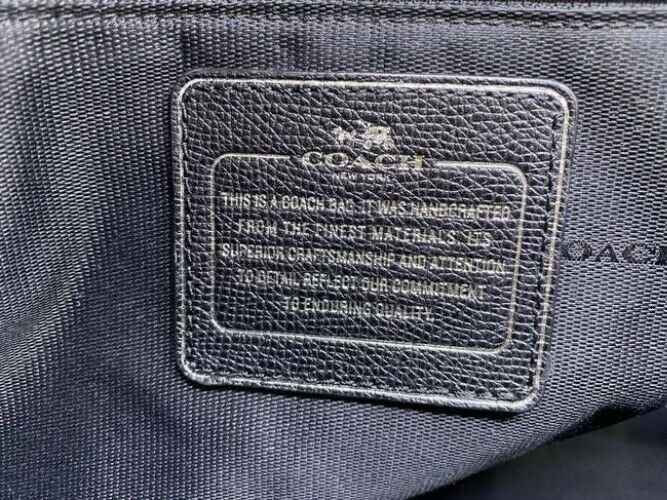 COACH
NEW YORK
THIS IS A COACH BAG. IT WAS HANDCRAFTED
FROM THE FINEST MATERIALS. ITS
SUPERIOR CRAFTSMANSHIP AND ATTENTION
TO DETAIL REFLECT OUR COMMITMENT
TO ENDURING QUALITY.
OACH